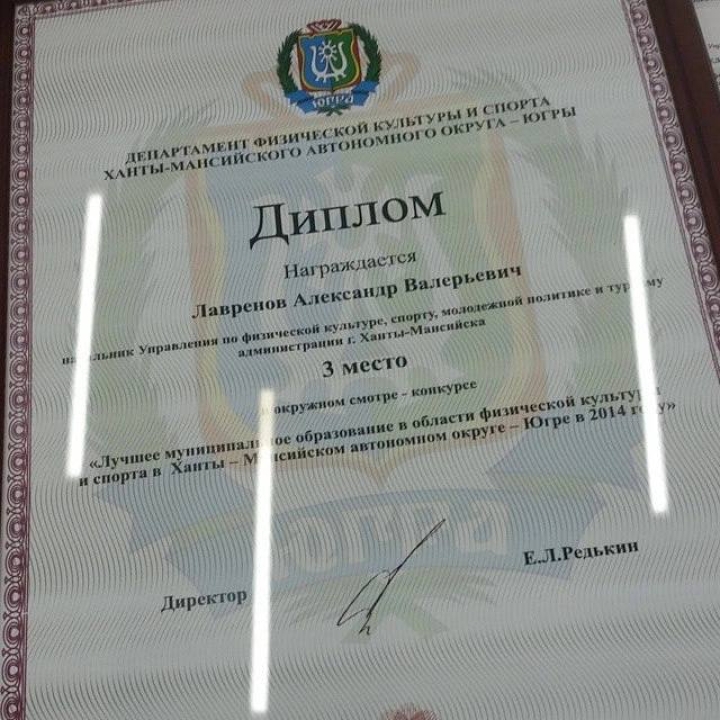 ЮГРА
ДЕПАРТАМЕНТ ФИЗИЧЕСКОЙ КУЛЬТУРЫ И СПОРТА
ХАНТЫ-МАНСИЙСКОГО АВТОНОМНОГО ОКРУГА – ЮГРЫ
ДИПЛОМ
Награждается
Лавренов Александр Валерьевич
начальник Управления по физической культуре, спорту, молодежной политике и туризму
администрации г. Ханты-Мансийска
3 место
в окружном смотре - конкурсе
«Лучшее муниципальное образование в области физической культуры
и спорта в Ханты – Мансийском автономном округе – Югре в 2014 году»
ЮГРА
Е.Л.Редькин
Директор